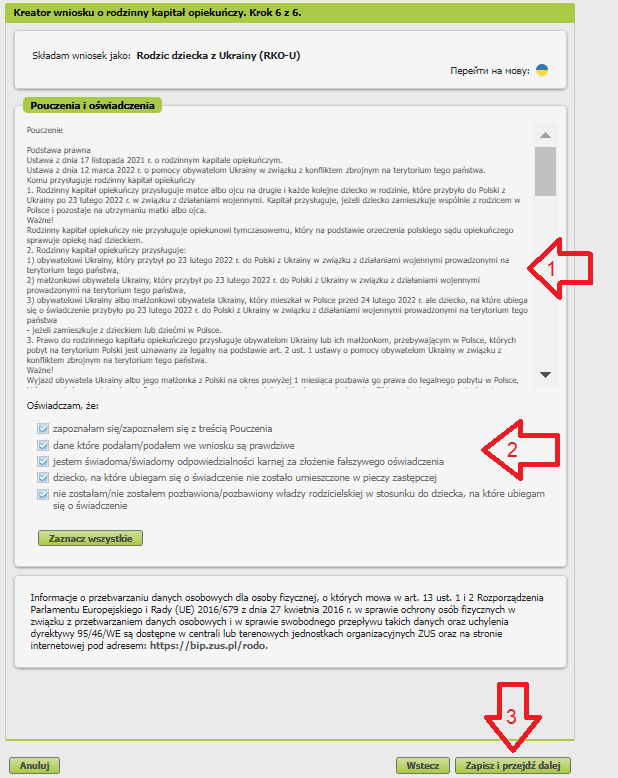 Kreator wniosku o rodzinny kapitał opiekuńczy. Krok 6 z 6.
Składam wniosek jako: Rodzic dziecka z Ukrainy (RKO-U)
Перейти на мову:
Pouczenia i oświadczenia
Pouczenie
Podstawa prawna
Ustawa z dnia 17 listopada 2021 r. o rodzinnym kapitale opiekuńczym.
Ustawa z dnia 12 marca 2022 r. o pomocy obywatelom Ukrainy w związku z konfliktem zbrojnym na terytorium tego państwa.
Komu przysługuje rodzinny kapitał opiekuńczy
1. Rodzinny kapitał opiekuńczy przysługuje matce albo ojcu na drugie i każde kolejne dziecko w rodzinie, które przybyło do Polski z
Ukrainy po 23 lutego 2022 r. w związku z działaniami wojennymi. Kapitał przysługuje, jeżeli dziecko zamieszkuje wspólnie z rodzicem w
Polsce i pozostaje na utrzymaniu matki albo ojca.
Ważne!
Rodzinny kapitał opiekuńczy nie przysługuje opiekunowi tymczasowemu, który na podstawie orzeczenia polskiego sądu opiekuńczego
sprawuje opiekę nad dzieckiem.
2. Rodzinny kapitał opiekuńczy przysługuje:
1) obywatelowi Ukrainy, który przybył po 23 lutego 2022 r. do Polski z Ukrainy w związku z działaniami wojennymi prowadzonymi na
terytorium tego państwa,
2) małżonkowi obywatela Ukrainy, który przybył po 23 lutego 2022 r. do Polski z Ukrainy w związku z działaniami wojennymi
prowadzonymi na terytorium tego państwa,
3) obywatelowi Ukrainy albo małżonkowi obywatela Ukrainy, który mieszkał w Polsce przed 24 lutego 2022 r. ale dziecko, na które ubiega
się o świadczenie przybyło po 23 lutego 2022 r. do Polski z Ukrainy w związku z działaniami wojennymi prowadzonymi na terytorium tego
państwa
- jeżeli zamieszkuje z dzieckiem lub dziećmi w Polsce.
3. Prawo do rodzinnego kapitału opiekuńczego przysługuje obywatelom Ukrainy lub ich małżonkom, przebywającym w Polsce, których
pobyt na terytorium Polski jest uznawany za legalny na podstawie art. 2 ust. 1 ustawy o pomocy obywatelom Ukrainy w związku z
konfliktem zbrojnym na terytorium tego państwa.
Ważne!
Wyjazd obywatela Ukrainy albo jego małżonka z Polski na okres powyżej 1 miesiąca pozbawia go prawa do legalnego pobytu w Polsce,
1
Oświadczam, że:
zapoznałam się/zapoznałem się z treścią Pouczenia
dane które podałam/podałem we wniosku są prawdziwe
jestem świadoma/świadomy odpowiedzialności karnej za złożenie fałszywego oświadczenia
dziecko, na które ubiegam się o świadczenie nie zostało umieszczone w pieczy zastępczej
nie zostałam/nie zostałem pozbawiona/pozbawiony władzy rodzicielskiej w stosunku do dziecka, na które ubiegam
się o świadczenie
2
Zaznacz wszystkie
Informacje o przetwarzaniu danych osobowych dla osoby fizycznej, o których mowa w art. 13 ust. 1 i 2 Rozporządzenia
Parlamentu Europejskiego i Rady (UE) 2016/679 z dnia 27 kwietnia 2016 r. w sprawie ochrony osób fizycznych w
związku z przetwarzaniem danych osobowych i w sprawie swobodnego przepływu takich danych oraz uchylenia
dyrektywy 95/46/WE są dostępne w centrali lub terenowych jednostkach organizacyjnych ZUS oraz na stronie
internetowej pod adresem: https://bip.zus.pl/rodo.
3
Anuluj Wstecz Zapisz i przejdź dalej